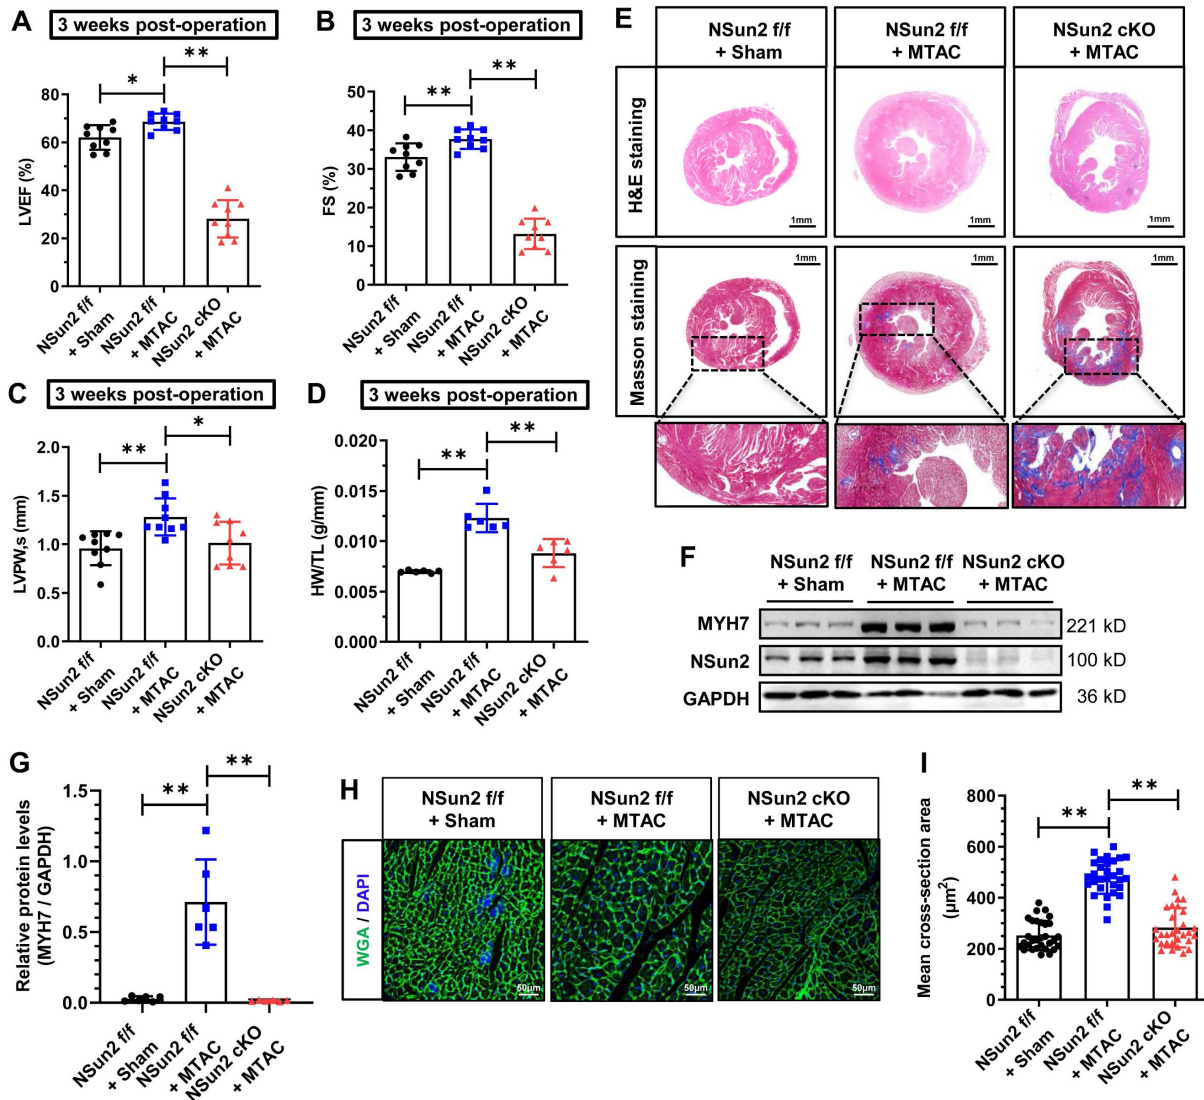 A
3 weeks post-operation
**
*
LVEF (%)
80
60
40
20
0
NSun2 f/f
+ Sham
NSun2 f/f
+ MTAC
NSun2 cKO
+ MTAC
B
3 weeks post-operation
**
**
FS (%)
50
40
30
20
10
0
NSun2 f/f
+ Sham
NSun2 f/f
+ MTAC
NSun2 cKO
+ MTAC
C
3 weeks post-operation
*
**
LVPW,s (mm)
2.0
1.5
1.0
0.5
0.0
NSun2 f/f
+ Sham
NSun2 f/f
+ MTAC
NSun2 cKO
+ MTAC
D
3 weeks post-operation
**
**
HW/TL (g/mm)
0.020
0.015
0.010
0.005
0.000
NSun2 f/f
+ Sham
NSun2 f/f
+ MTAC
NSun2 cKO
+ MTAC
E
NSun2 f/f
+ Sham
NSun2 f/f
+ MTAC
NSun2 cKO
+ MTAC
H&E staining
1mm
1mm
1mm
Masson staining
1mm
1mm
1mm
F
NSun2 f/f
+ Sham
NSun2 f/f
+ MTAC
NSun2 cKO
+ MTAC
MYH7
221 kD
NSun2
100 kD
GAPDH
36 kD
G
**
**
Relative protein levels
(MYH7 / GAPDH)
1.5
1.0
0.5
0.0
NSun2 f/f
+ Sham
NSun2 f/f
+ MTAC
NSun2 cKO
+ MTAC
H
NSun2 f/f
+ Sham
NSun2 f/f
+ MTAC
NSun2 cKO
+ MTAC
WGA / DAPI
50μm
50μm
50μm
I
**
**
Mean cross-section area
(μm²)
800
600
400
200
0
NSun2 f/f
+ Sham
NSun2 f/f
+ MTAC
NSun2 cKO
+ MTAC